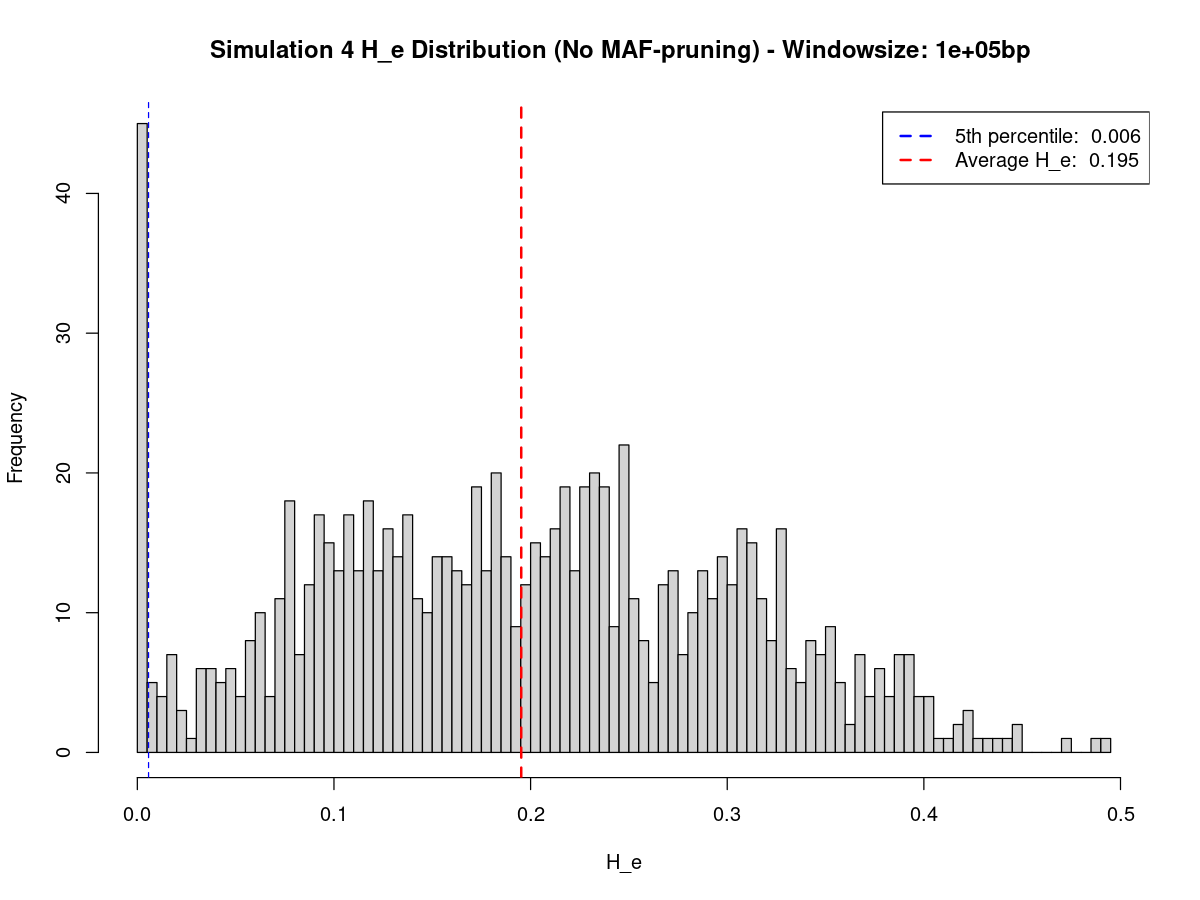 Simulation 4 H_e Distribution (No MAF-pruning) - Windowsize: 1e+05bp
5th percentile: 0.006
Average H_e: 0.195
Frequency
40
30
20
10
0
0.0 0.1 0.2 0.3 0.4 0.5
H_e